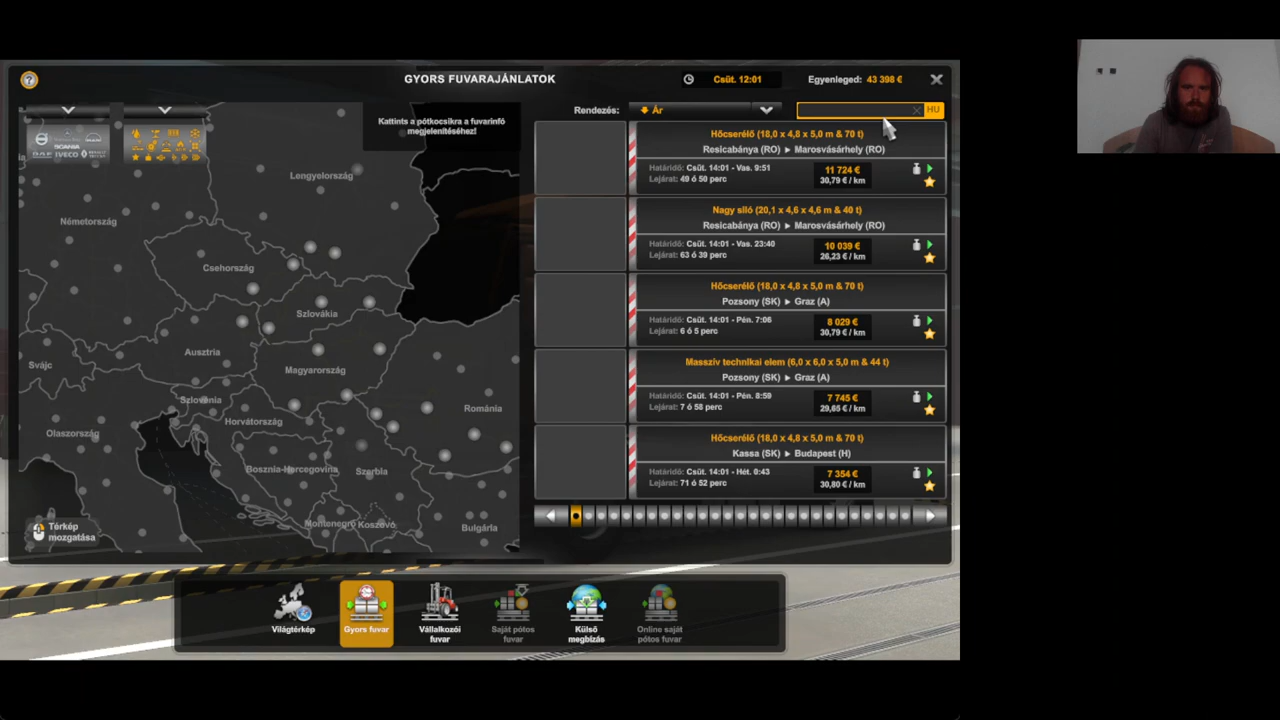 GYORS FUVARAJÁNLATOK
Csüt. 12:01
Egyenleg: 43 398 €
Kattints a pótkocsikra a fuvarinfó
megjelenítéséhez!
Rendezés:
Ár
HU
SCANIA
DAF IVECO
Lengyelország
Németország
Csehország
Szlovákia
Ausztria
Svájc
Magyarország
Szlovénia
Románia
Horvátország
Olaszország
Bosznia-Hercegovina
Szerbia
Montenegró
Koszovó
Bulgária
Térkép
mozgatása
Hőcserélő (18,0 x 4,8 x 5,0 m & 70 t)
Resicabánya (RO) ► Marosvásárhely (RO)
Határidő: Csüt. 14:01 - Vas. 9:51
Lejárat: 49 ó 50 perc
11 724 €
30,79 € / km
Nagy siló (20,1 x 4,6 x 4,6 m & 40 t)
Resicabánya (RO) ► Marosvásárhely (RO)
Határidő: Csüt. 14:01 - Vas. 23:40
Lejárat: 63 ó 39 perc
10 039 €
26,23 € / km
Hőcserélő (18,0 x 4,8 x 5,0 m & 70 t)
Pozsony (SK) ► Graz (A)
Határidő: Csüt. 14:01 - Pén. 7:06
Lejárat: 6 ó 5 perc
8 029 €
30,79 € / km
Masszív technikai elem (6,0 x 6,0 x 5,0 m & 44 t)
Pozsony (SK) ► Graz (A)
Határidő: Csüt. 14:01 - Pén. 8:59
Lejárat: 7 ó 58 perc
7 745 €
29,65 € / km
Hőcserélő (18,0 x 4,8 x 5,0 m & 70 t)
Kassa (SK) ► Budapest (H)
Határidő: Csüt. 14:01 - Hét. 0:43
Lejárat: 71 ó 52 perc
7 354 €
30,80 € / km
Világtérkép
Gyors fuvar
Vállalkozói
fuvar
Saját pótos
fuvar
Külső
megbízás
Online saját
pótos fuvar